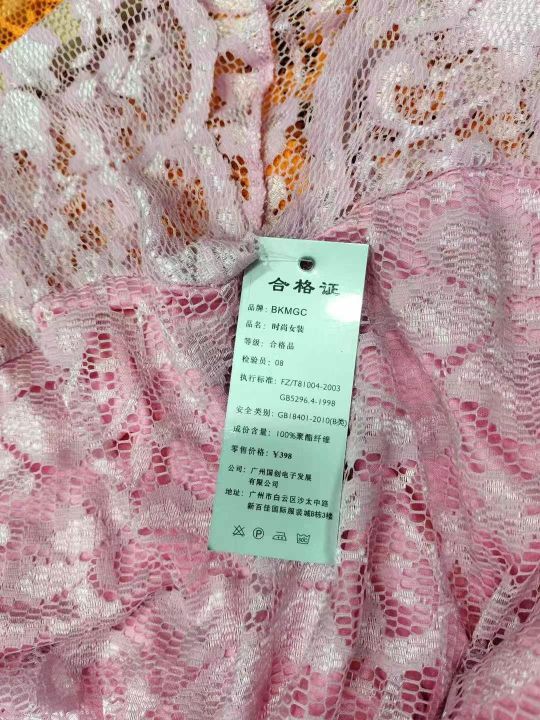 合格证
品牌：BKMGC
品名：时尚女装
等级：合格品
检验员：08
执行标准：FZ/T81004-2003
GB5296.4-1998
安全类别：GB18401-2010(B类)
成份含量：100%聚酯纤维
零售价格：￥398
公司：广州国创电子发展
有限公司
地址：广州市白云区沙太中路
新百佳国际服装城B栋3楼